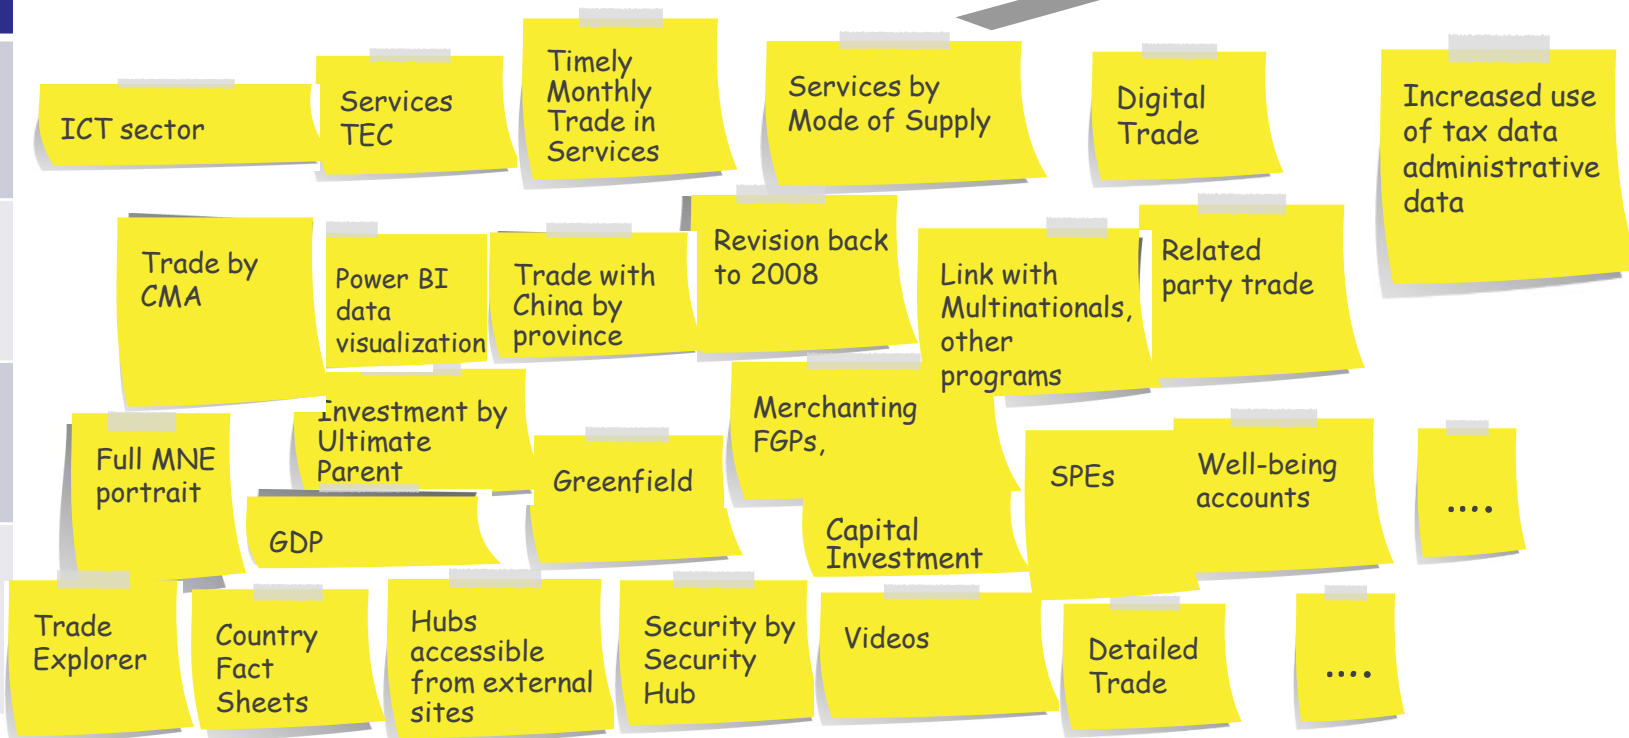 ICT sector
Services
TEC
Timely
Monthly
Trade in
Services
Services by
Mode of Supply
Digital
Trade
Increased use
of tax data
administrative
data
Trade by
CMA
Power BI
data
visualization
Trade with
China by
province
Revision back
to 2008
Link with
Multinationals,
other
programs
Related
party trade
Full MNE
portrait
Investment by
Ultimate
Parent
GDP
Greenfield
Merchanting
FGPs,
Capital
Investment
SPEs
Well-being
accounts
....
Trade
Explorer
Country
Fact
Sheets
Hubs
accessible
from external
sites
Security by
Security
Hub
Videos
Detailed
Trade
....